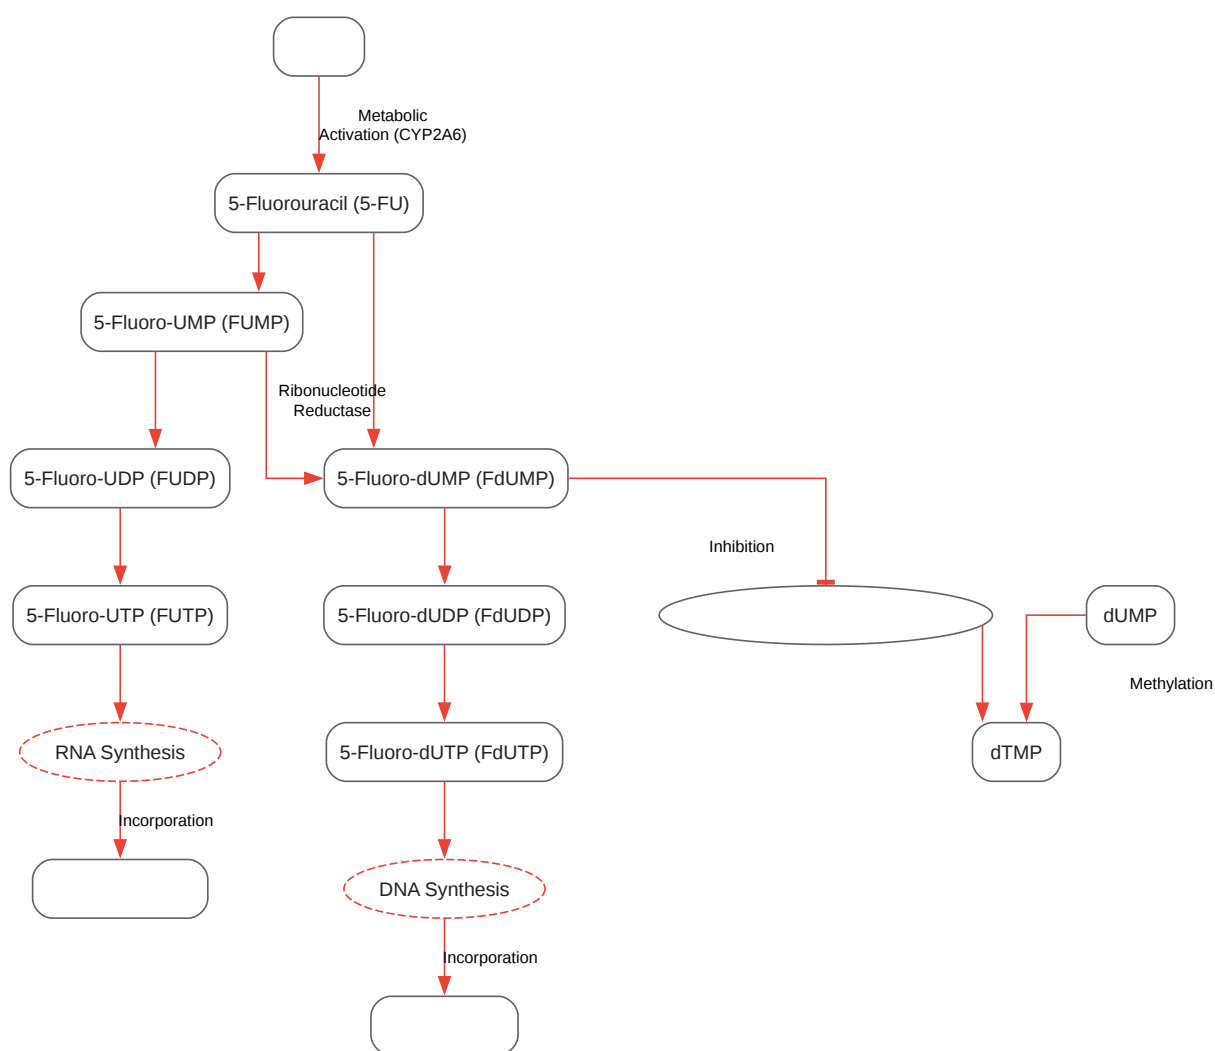 Metabolic
Activation (CYP2A6)
5-Fluorouracil (5-FU)
5-Fluoro-UMP (FUMP)
Ribonucleotide
Reductase
5-Fluoro-UDP (FUDP)
5-Fluoro-dUMP (FdUMP)
Inhibition
5-Fluoro-UTP (FUTP)
5-Fluoro-dUDP (FdUDP)
dUMP
Methylation
RNA Synthesis
5-Fluoro-dUTP (FdUTP)
dTMP
Incorporation
DNA Synthesis
Incorporation